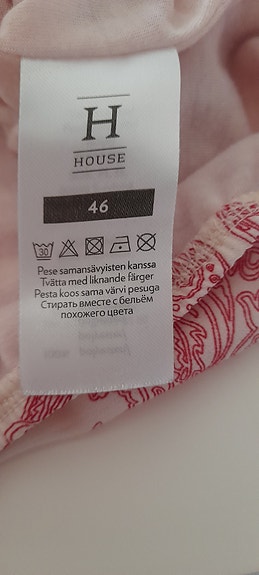 H
HOUSE
46
30
Pese samansävyisten kanssa
Tvätta med liknande färger
Pesta koos sama värvi pesuga
Стирать вместе с бельём
похожего цвета